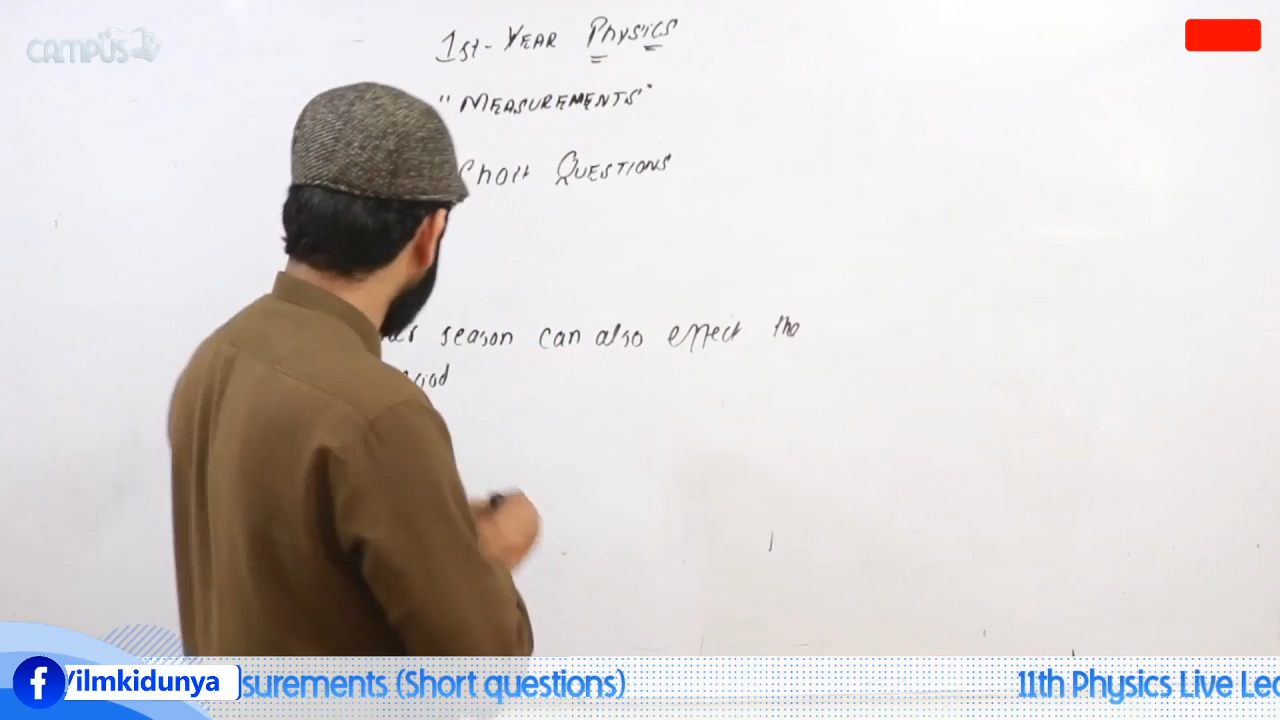 CAMPUS
1st-YEAR Physics
"MEASUREMENTS"
Short QUESTIONS
season can also effect the
/ilmkidunya
surements (Short questions)
11th Physics Live Lec